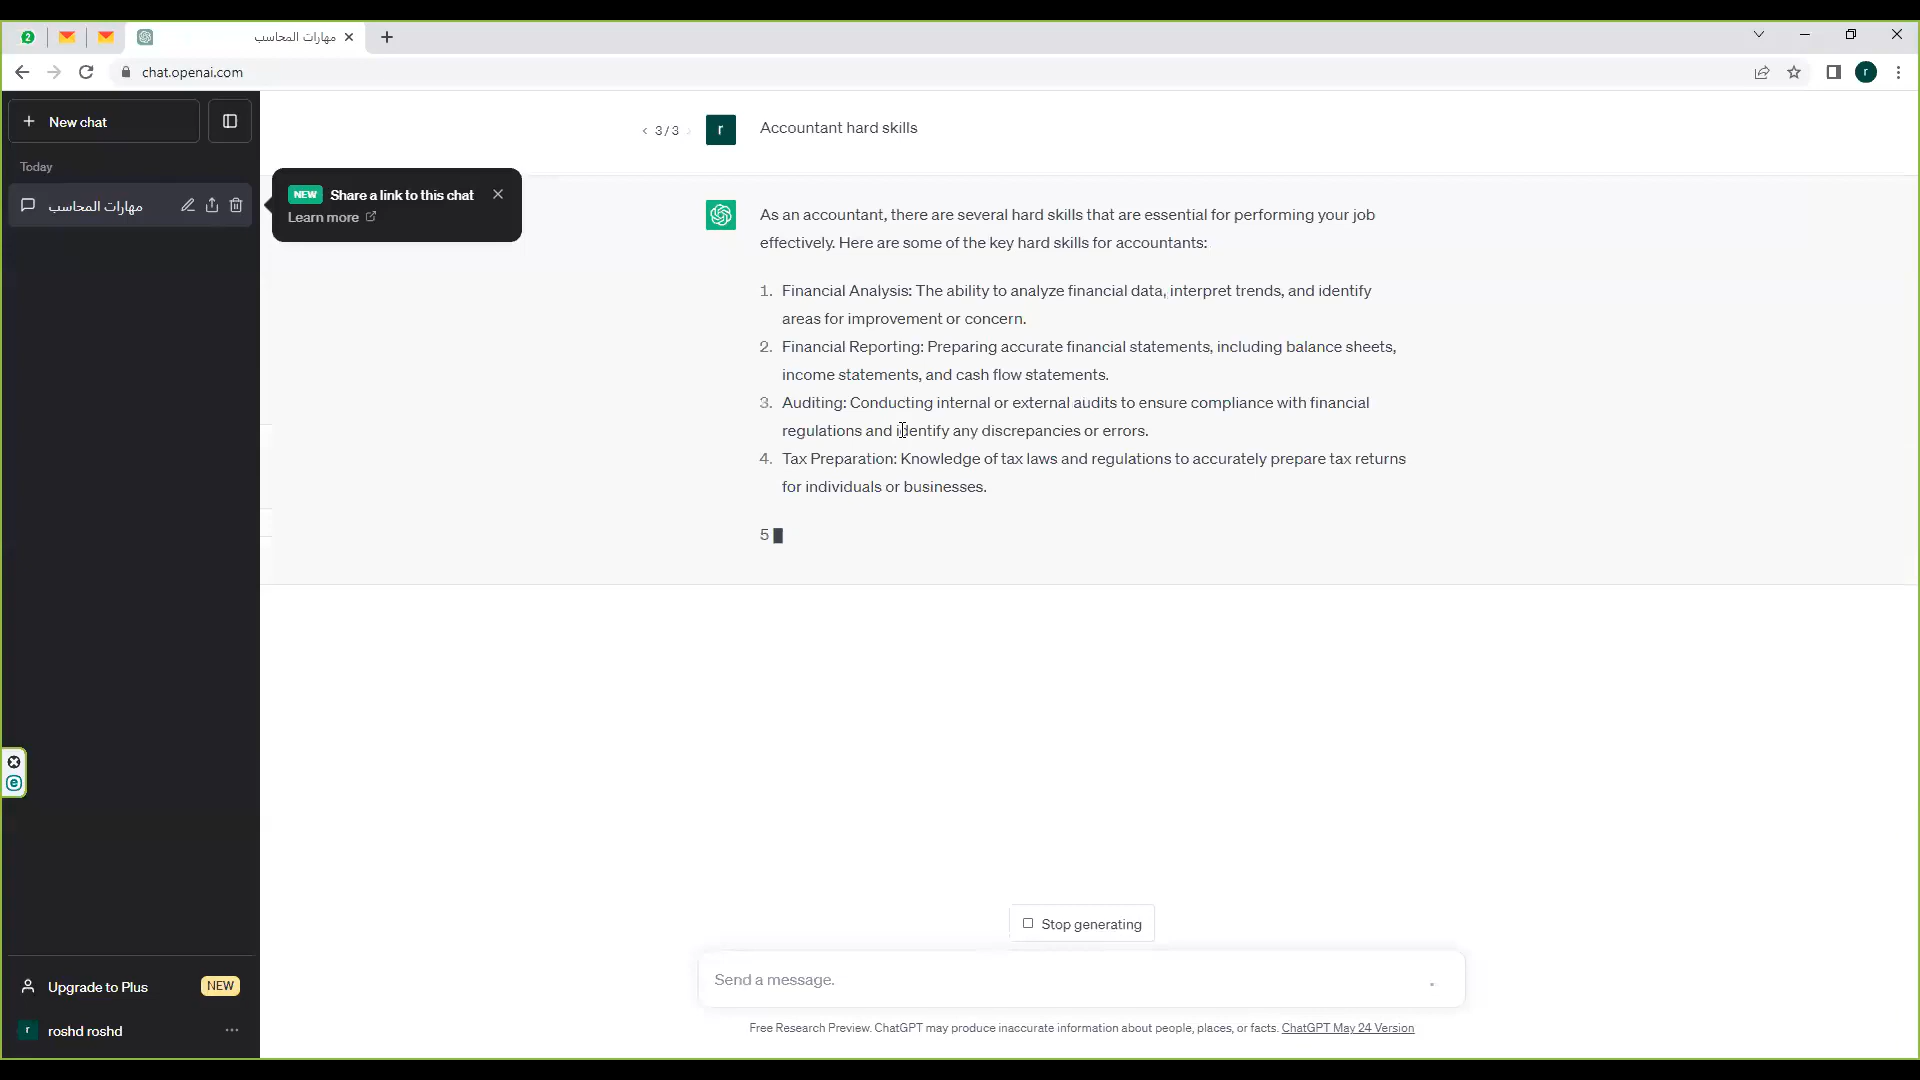 2
مهارات المحاسب
chat.openai.com
r
New chat
Today
مهارات المحاسب
NEW Share a link to this chat
Learn more
3 / 3
r
Accountant hard skills
As an accountant, there are several hard skills that are essential for performing your job
effectively. Here are some of the key hard skills for accountants:
1. Financial Analysis: The ability to analyze financial data, interpret trends, and identify
areas for improvement or concern.
2. Financial Reporting: Preparing accurate financial statements, including balance sheets,
income statements, and cash flow statements.
3. Auditing: Conducting internal or external audits to ensure compliance with financial
regulations and identify any discrepancies or errors.
4. Tax Preparation: Knowledge of tax laws and regulations to accurately prepare tax returns
for individuals or businesses.
5
Stop generating
Send a message.
Free Research Preview. ChatGPT may produce inaccurate information about people, places, or facts. ChatGPT May 24 Version
Upgrade to Plus NEW
r roshd roshd